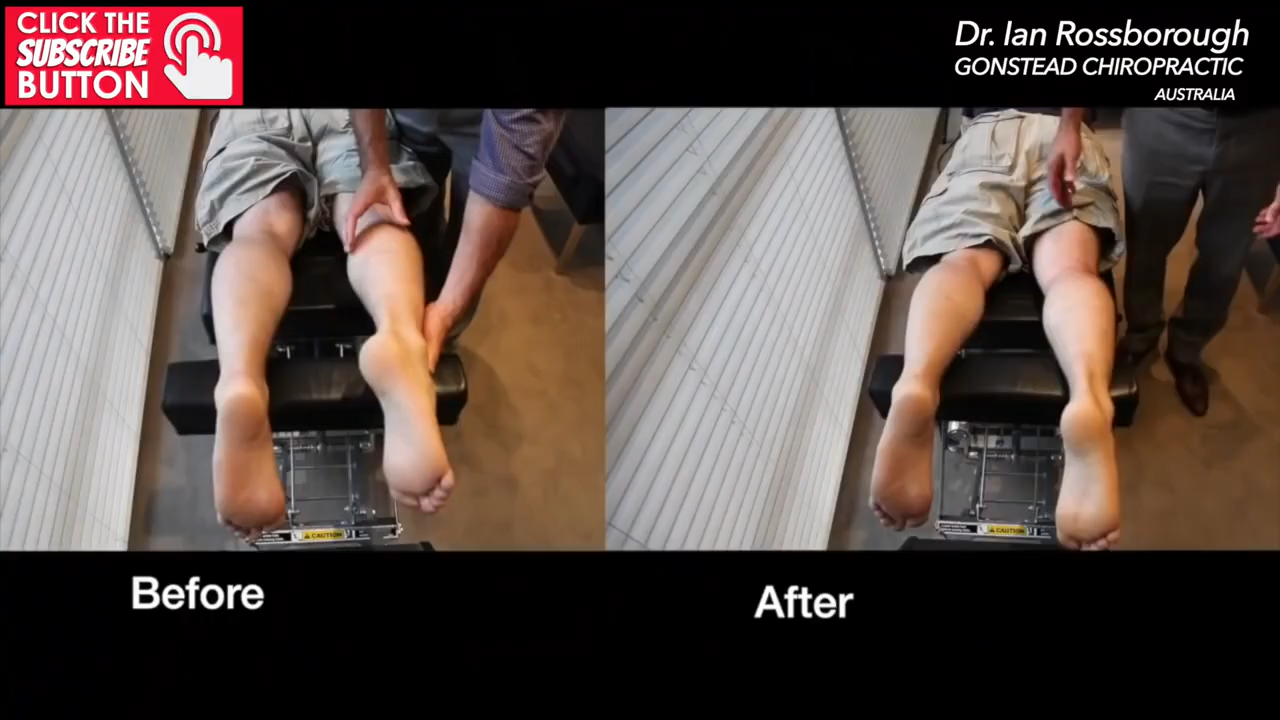 CLICK THE
SUBSCRIBE
BUTTON
Dr. Ian Rossborough
GONSTEAD CHIROPRACTIC
AUSTRALIA
CAUTION
CAUTION
Before
After